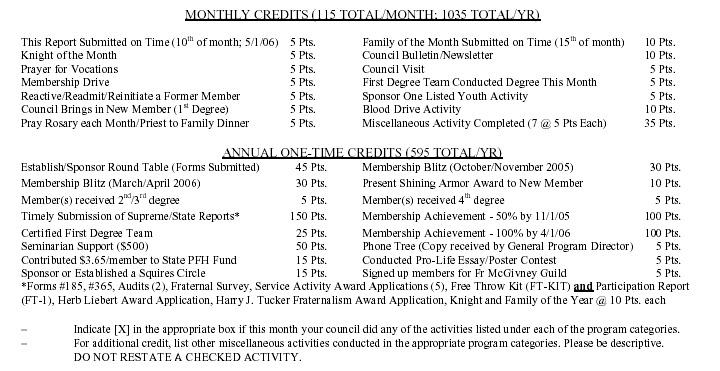 MONTHLY CREDITS (115 TOTAL/MONTH; 1035 TOTAL/YR)
This Report Submitted on Time (10th of month; 5/1/06) 5 Pts. Family of the Month Submitted on Time (15th of month) 10 Pts.
Knight of the Month 5 Pts. Council Bulletin/Newsletter 10 Pts.
Prayer for Vocations 5 Pts. Council Visit 5 Pts.
Membership Drive 5 Pts. First Degree Team Conducted Degree This Month 5 Pts.
Reactive/Readmit/Reinitiate a Former Member 5 Pts. Sponsor One Listed Youth Activity 5 Pts.
Council Brings in New Member (1st Degree) 5 Pts. Blood Drive Activity 10 Pts.
Pray Rosary each Month/Priest to Family Dinner 5 Pts. Miscellaneous Activity Completed (7 @ 5 Pts Each) 35 Pts.
ANNUAL ONE-TIME CREDITS (595 TOTAL/YR)
Establish/Sponsor Round Table (Forms Submitted) 45 Pts. Membership Blitz (October/November 2005) 30 Pts.
Membership Blitz (March/April 2006) 30 Pts. Present Shining Armor Award to New Member 10 Pts.
Member(s) received 2nd/3rd degree 5 Pts. Member(s) received 4th degree 5 Pts.
Timely Submission of Supreme/State Reports* 150 Pts. Membership Achievement - 50% by 11/1/05 100 Pts.
Certified First Degree Team 25 Pts. Membership Achievement - 100% by 4/1/06 100 Pts.
Seminarian Support ($500) 50 Pts. Phone Tree (Copy received by General Program Director) 5 Pts.
Contributed $3.65/member to State PFH Fund 15 Pts. Conducted Pro-Life Essay/Poster Contest 5 Pts.
Sponsor or Established a Squires Circle 15 Pts. Signed up members for Fr McGivney Guild 5 Pts.
*Forms #185, #365, Audits (2), Fraternal Survey, Service Activity Award Applications (5), Free Throw Kit (FT-KIT) and Participation Report
(FT-1), Herb Liebert Award Application, Harry J. Tucker Fraternalism Award Application, Knight and Family of the Year @ 10 Pts. each
– Indicate [X] in the appropriate box if this month your council did any of the activities listed under each of the program categories.
– For additional credit, list other miscellaneous activities conducted in the appropriate program categories. Please be descriptive.
DO NOT RESTATE A CHECKED ACTIVITY.